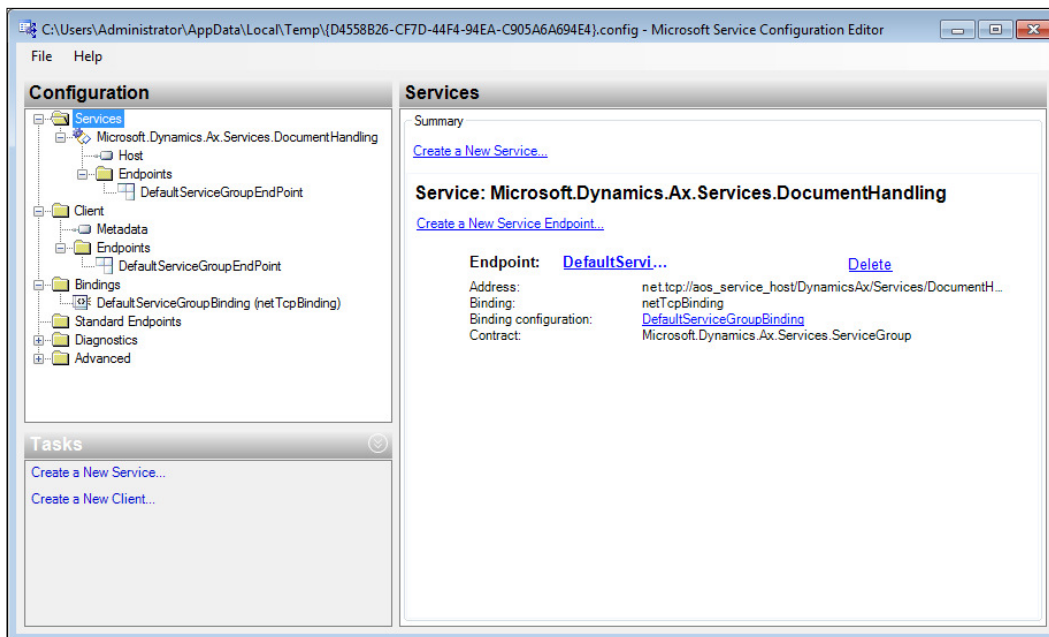 C:\Users\Administrator\AppData\Local\Temp\{D4558B26-CF7D-44F4-94EA-C905A6A694E4}.config - Microsoft Service Configuration Editor
File Help
Configuration
Services
Microsoft.Dynamics.Ax.Services.DocumentHandling
Host
Endpoints
DefaultServiceGroupEndPoint
Client
Metadata
Endpoints
DefaultServiceGroupEndPoint
Bindings
DefaultServiceGroupBinding (netTcpBinding)
Standard Endpoints
Diagnostics
Advanced
Tasks
Create a New Service...
Create a New Client...
Services
Summary
Create a New Service...
Service: Microsoft.Dynamics.Ax.Services.DocumentHandling
Create a New Service Endpoint...
Endpoint: DefaultServi... Delete
Address: net.tcp://aos_service_host/DynamicsAx/Services/DocumentH...
Binding: netTcpBinding
Binding configuration: DefaultServiceGroupBinding
Contract: Microsoft.Dynamics.Ax.Services.ServiceGroup